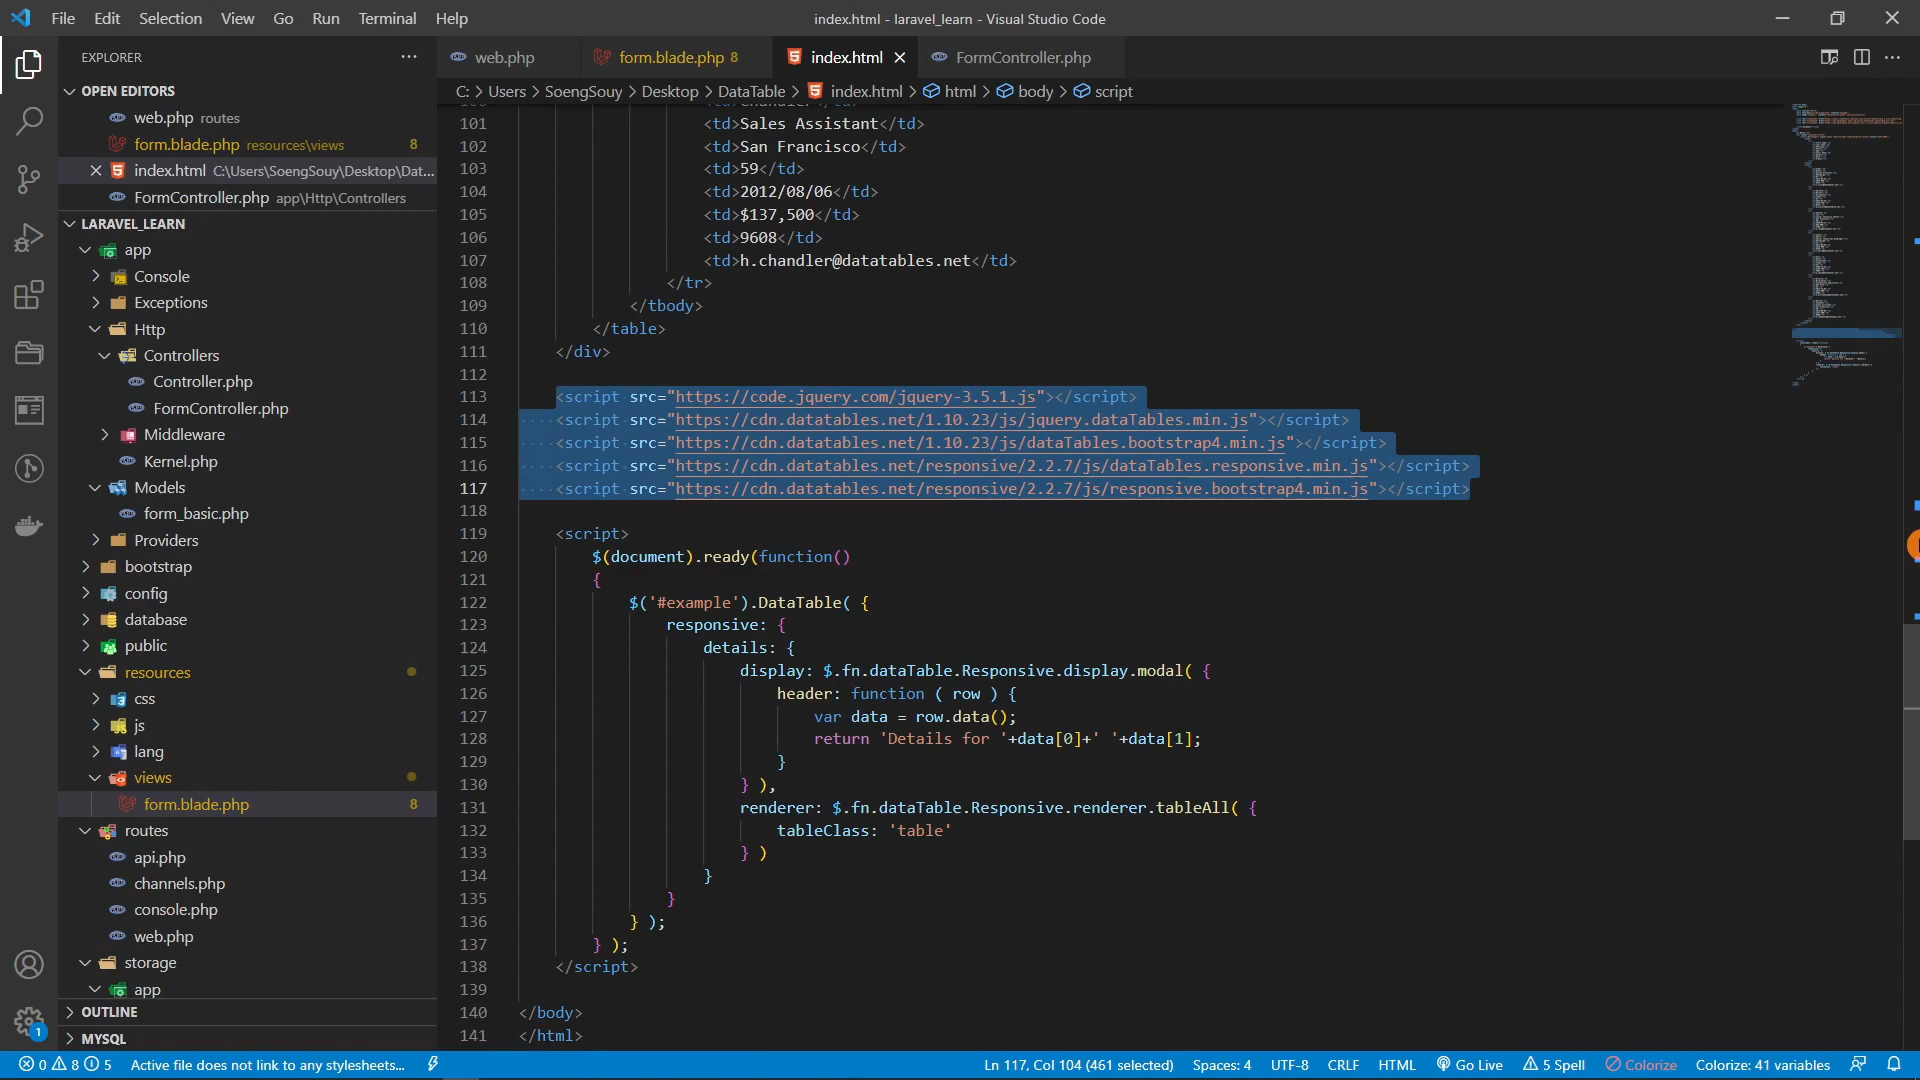 File Edit Selection View Go Run Terminal Help
index.html - laravel_learn - Visual Studio Code
EXPLORER
OPEN EDITORS
web.php routes
form.blade.php resources\views 8
index.html C:\Users\SoengSouy\Desktop\Dat...
FormController.php app\Http\Controllers
LARAVEL_LEARN
app
Console
Exceptions
Http
Controllers
Controller.php
FormController.php
Middleware
Kernel.php
Models
form_basic.php
Providers
bootstrap
config
database
public
resources
css
js
lang
views
form.blade.php 8
routes
api.php
channels.php
console.php
web.php
storage
app
OUTLINE
MYSQL
1
web.php form.blade.php 8 index.html FormController.php
C: > Users > SoengSouy > Desktop > DataTable > index.html > html > body > script
101 <td>Sales Assistant</td>
102 <td>San Francisco</td>
103 <td>59</td>
104 <td>2012/08/06</td>
105 <td>$137,500</td>
106 <td>9608</td>
107 <td>h.chandler@datatables.net</td>
108 </tr>
109 </tbody>
110 </table>
111 </div>
112
113 <script src="https://code.jquery.com/jquery-3.5.1.js"></script>
114 <script src="https://cdn.datatables.net/1.10.23/js/jquery.dataTables.min.js"></script>
115 <script src="https://cdn.datatables.net/1.10.23/js/dataTables.bootstrap4.min.js"></script>
116 <script src="https://cdn.datatables.net/responsive/2.2.7/js/dataTables.responsive.min.js"></script>
117 <script src="https://cdn.datatables.net/responsive/2.2.7/js/responsive.bootstrap4.min.js"></script>
118
119 <script>
120 $(document).ready(function()
121 {
122 $('#example').DataTable( {
123 responsive: {
124 details: {
125 display: $.fn.dataTable.Responsive.display.modal( {
126 header: function ( row ) {
127 var data = row.data();
128 return 'Details for '+data[0]+' '+data[1];
129 }
130 } ),
131 renderer: $.fn.dataTable.Responsive.renderer.tableAll( {
132 tableClass: 'table'
133 } )
134 }
135 }
136 } );
137 } );
138 </script>
139
140 </body>
141 </html>
0 8 5 Active file does not link to any stylesheets... Ln 117, Col 104 (461 selected) Spaces: 4 UTF-8 CRLF HTML Go Live 5 Spell Colorize Colorize: 41 variables